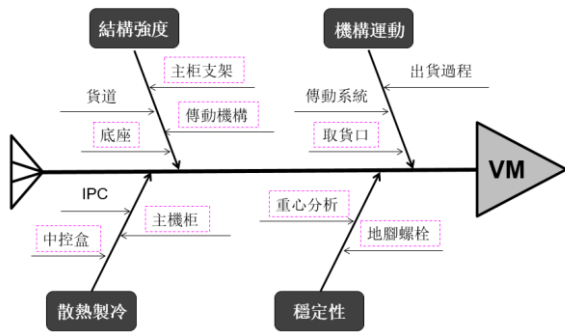 結構強度
機構運動
主柜支架
出貨過程
貨道
傳動系統
傳動機構
底座
取貨口
VM
IPC
重心分析
主機柜
地腳螺栓
中控盒
散熱製冷
穩定性